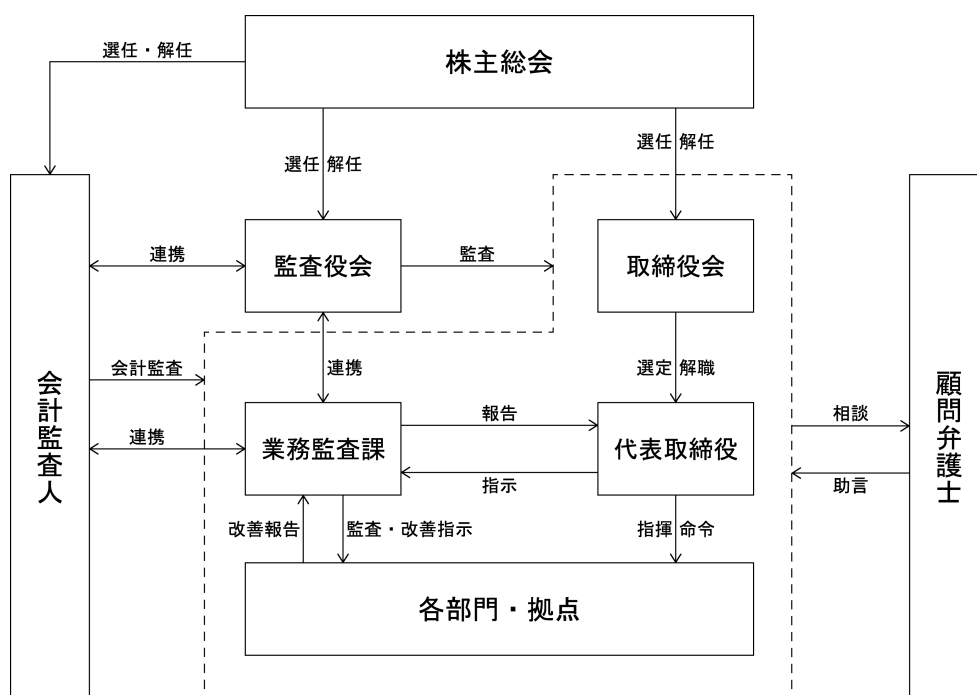 選任・解任
株主総会
選任 解任
選任 解任
連携
監査役会
監査
取締役会
会計監査人
会計監査
連携
選定 解職
顧問弁護士
連携
業務監査課
報告
指示
代表取締役
相談
助言
改善報告
監査・改善指示
指揮 命令
各部門・拠点